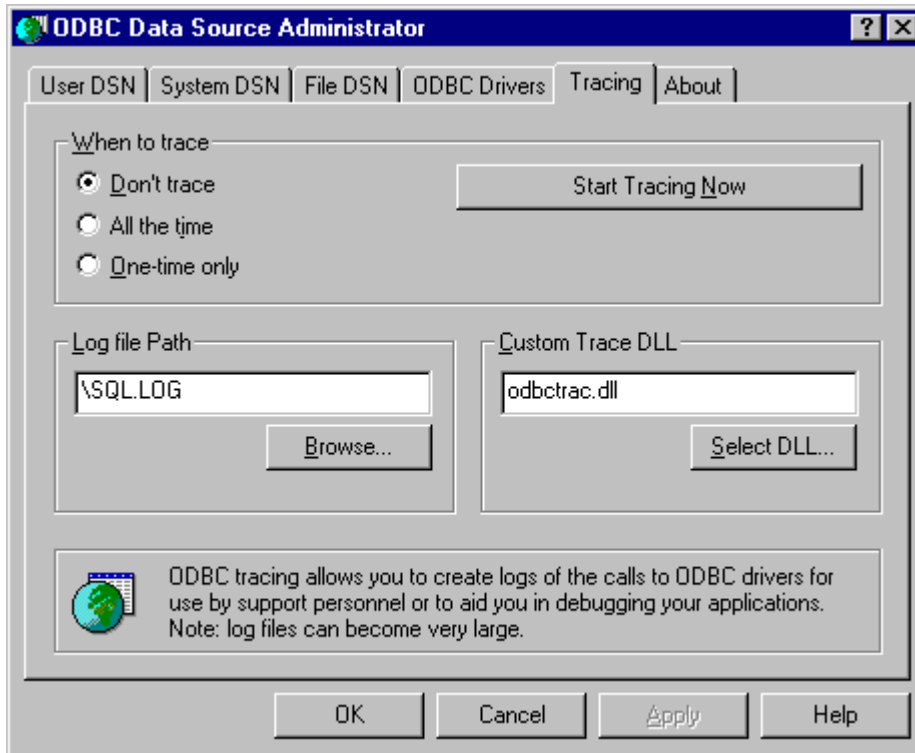 ODBC Data Source Administrator
User DSN
System DSN
File DSN
ODBC Drivers
Tracing
About
When to trace
Don't trace
Start Tracing Now
All the time
One-time only
Log file Path
\SQL.LOG
Browse...
Custom Trace DLL
odbctrac.dll
Select DLL...
ODBC tracing allows you to create logs of the calls to ODBC drivers for
use by support personnel or to aid you in debugging your applications.
Note: log files can become very large.
OK
Cancel
Apply
Help